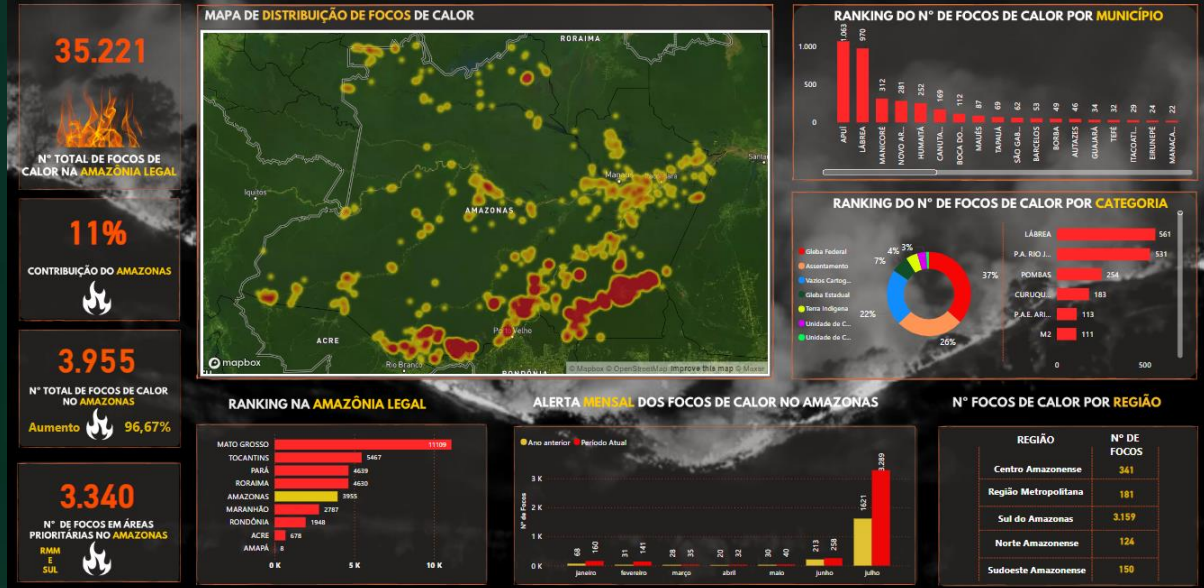 35.221
Nº TOTAL DE FOCOS DE
CALOR NA AMAZÔNIA LEGAL
11%
CONTRIBUIÇÃO DO AMAZONAS
3.955
Nº TOTAL DE FOCOS DE CALOR
NO AMAZONAS
Aumento 96,67%
3.340
Nº DE FOCOS EM ÁREAS
PRIORITÁRIAS NO AMAZONAS
RMM
E
SUL
MAPA DE DISTRIBUIÇÃO DE FOCOS DE CALOR
RORAIMA
Iquitos
Manaus
Santar
AMAZONAS
ACRE
Porto Velho
Rio Branco
RONDÔNIA
mapbox
© Mapbox © OpenStreetMap Improve this map © Maxar
RANKING DO Nº DE FOCOS DE CALOR POR MUNICÍPIO
1.000
500
0
1.063
970
312
281
252
169
112
87
69
62
53
49
46
34
32
29
24
22
APUÍ
LÁBREA
MANICORÉ
NOVO AR...
HUMAITÁ
CANUTA...
BOCA DO...
MAUÉS
TAPAUÁ
SÃO GAB...
BARCELOS
BORBA
AUTAZES
GUAJARÁ
TEFÉ
ITACOATI...
EIRUNEPÉ
MANACA...
RANKING DO Nº DE FOCOS DE CALOR POR CATEGORIA
Gleba Federal
Assentamento
Vazios Cartog...
Gleba Estadual
Terra Indígena
Unidade de C...
Unidade de C...
4% 3%
7%
37%
22%
26%
LÁBREA 561
P.A. RIO J... 531
POMBAS 254
CURUQU... 183
P.A.E. ARI... 113
M2 111
0 500
RANKING NA AMAZÔNIA LEGAL
MATO GROSSO 11109
TOCANTINS 5467
PARÁ 4639
RORAIMA 4630
AMAZONAS 3955
MARANHÃO 2787
RONDÔNIA 1948
ACRE 678
AMAPÁ 8
0 K 5 K 10 K
ALERTA MENSAL DOS FOCOS DE CALOR NO AMAZONAS
Ano anterior Período Atual
Nº de Focos
3 K
2 K
1 K
0 K
68 160
31 141
28 35
20 32
30 40
213 258
1621 3.289
janeiro fevereiro março abril maio junho julho
Nº FOCOS DE CALOR POR REGIÃO
REGIÃO Nº DE
FOCOS
Centro Amazonense 341
Região Metropolitana 181
Sul do Amazonas 3.159
Norte Amazonense 124
Sudoeste Amazonense 150